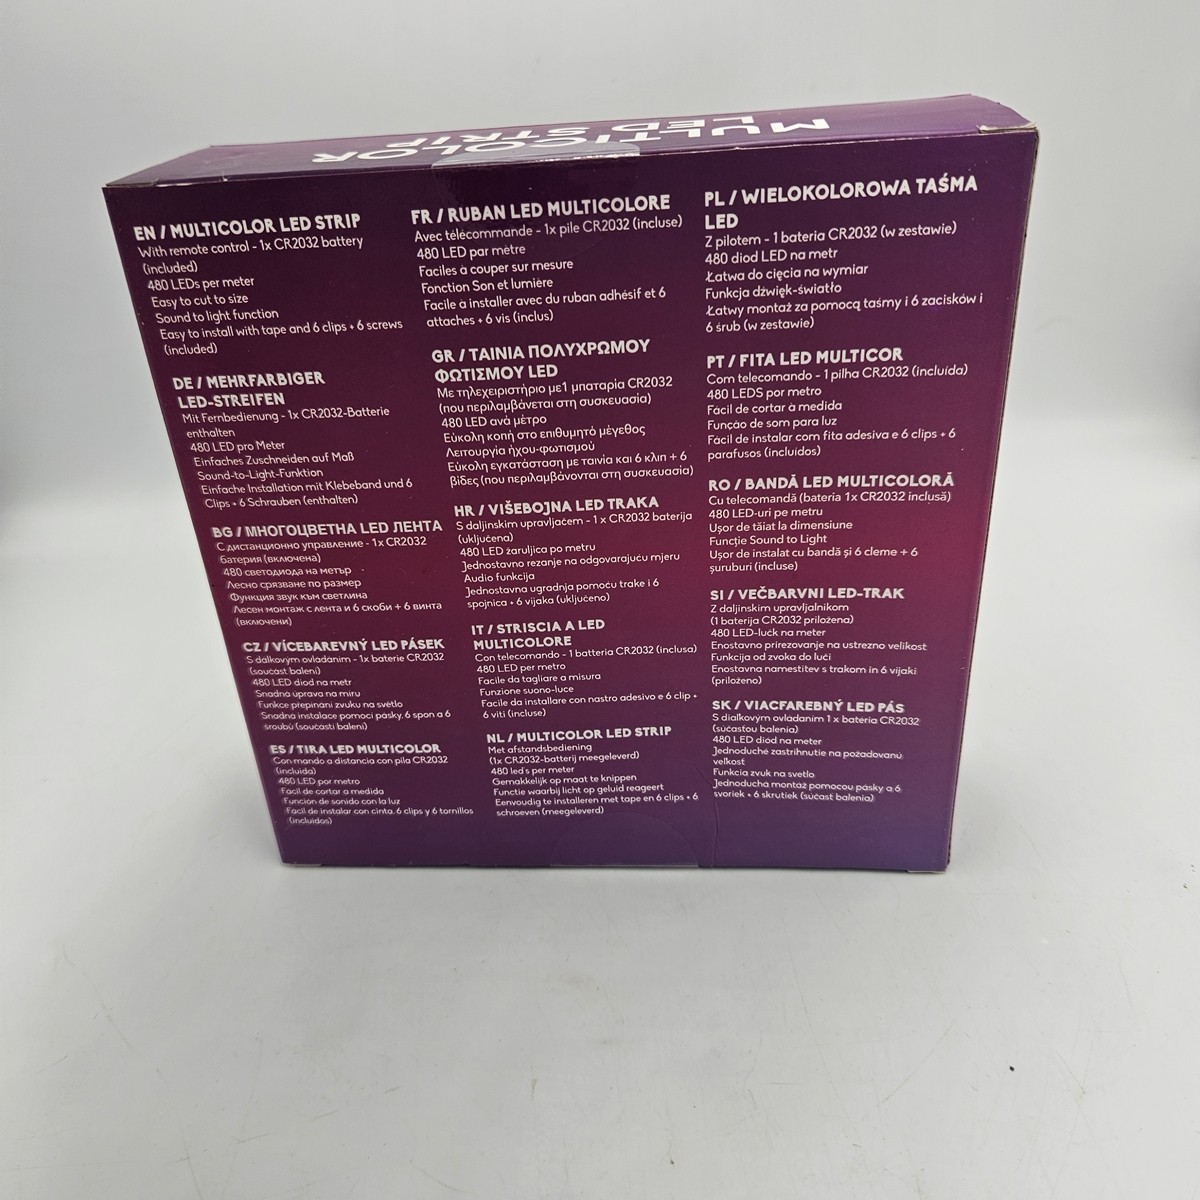 MULTICOLOR
LED STRIP
EN / MULTICOLOR LED STRIP
With remote control - 1x CR2032 battery
(included)
480 LEDs per meter
Easy to cut to size
Sound to light function
Easy to install with tape and 6 clips + 6 screws
(included)
DE / MEHRFARBIGER
LED-STREIFEN
Mit Fernbedienung - 1x CR2032-Batterie
enthalten
480 LED pro Meter
Einfaches Zuschneiden auf Maß
Sound-to-Light-Funktion
Einfache Installation mit Klebeband und 6
Clips + 6 Schrauben (enthalten)
BG / МНОГОЦВЕТНА LED ЛЕНТА
С дистанционно управление - 1x CR2032
батерия (включена)
480 светодиода на метър
Лесно срязване по размер
Функция звук към светлина
Лесен монтаж с лента и 6 скоби + 6 винта
(включени)
CZ / VÍCEBAREVNÝ LED PÁSEK
S dálkovým ovládáním - 1x baterie CR2032
(součást balení)
480 LED diod na metr
Snadná úprava na míru
Funkce přepínání zvuku na světlo
Snadná instalace pomocí pásky, 6 spon a 6
šroubů (součástí balení)
ES / TIRA LED MULTICOLOR
Con mando a distancia con pila CR2032
(incluida)
480 LED por metro
Fácil de cortar a medida
Función de sonido con la luz
Fácil de instalar con cinta, 6 clips y 6 tornillos
(incluidos)
FR / RUBAN LED MULTICOLORE
Avec télécommande - 1x pile CR2032 (incluse)
480 LED par mètre
Faciles à couper sur mesure
Fonction Son et lumière
Facile à installer avec du ruban adhésif et 6
attaches + 6 vis (inclus)
GR / ΤΑΙΝΙΑ ΠΟΛΥΧΡΩΜΟΥ
ΦΩΤΙΣΜΟΥ LED
Με τηλεχειριστήριο με1 μπαταρία CR2032
(που περιλαμβάνεται στη συσκευασία)
480 LED ανά μέτρο
Εύκολη κοπή στο επιθυμητό μέγεθος
Λειτουργία ήχου-φωτισμού
Εύκολη εγκατάσταση με ταινία και 6 κλιπ + 6
βίδες (που περιλαμβάνονται στη συσκευασία)
HR / VIŠEBOJNA LED TRAKA
S daljinskim upravljačem - 1 x CR2032 baterija
(uključena)
480 LED žaruljica po metru
Jednostavno rezanje na odgovarajuću mjeru
Audio funkcija
Jednostavna ugradnja pomoću trake i 6
spojnica + 6 vijaka (uključeno)
IT / STRISCIA A LED
MULTICOLORE
Con telecomando - 1 batteria CR2032 (inclusa)
480 LED per metro
Facile da tagliare a misura
Funzione suono-luce
Facile da installare con nastro adesivo e 6 clip +
6 viti (incluse)
NL / MULTICOLOR LED STRIP
Met afstandsbediening
(1x CR2032-batterij meegeleverd)
480 led's per meter
Gemakkelijk op maat te knippen
Functie waarbij licht op geluid reageert
Eenvoudig te installeren met tape en 6 clips + 6
schroeven (meegeleverd)
PL / WIELOKOLOROWA TAŚMA
LED
Z pilotem - 1 bateria CR2032 (w zestawie)
480 diod LED na metr
Łatwa do cięcia na wymiar
Funkcja dźwięk-światło
Łatwy montaż za pomocą taśmy i 6 zacisków i
6 śrub (w zestawie)
PT / FITA LED MULTICOR
Com telecomando - 1 pilha CR2032 (incluída)
480 LEDS por metro
Fácil de cortar à medida
Função de som para luz
Fácil de instalar com fita adesiva e 6 clips + 6
parafusos (incluídos)
RO / BANDĂ LED MULTICOLORĂ
Cu telecomandă (bateria 1x CR2032 inclusă)
480 LED-uri pe metru
Ușor de tăiat la dimensiune
Funcție Sound to Light
Ușor de instalat cu bandă și 6 cleme + 6
șuruburi (incluse)
SI / VEČBARVNI LED-TRAK
Z daljinskim upravljalnikom
(1 baterija CR2032 priložena)
480 LED-lučk na meter
Enostavno prirezovanje na ustrezno velikost
Funkcija od zvoka do luči
Enostavna namestitev s trakom in 6 vijaki
(priloženo)
SK / VIACFAREBNÝ LED PÁS
S diaľkovým ovládaním 1 x batéria CR2032
(súčasťou balenia)
480 LED diód na meter
Jednoduché zastrihnutie na požadovanú
veľkosť
Funkcia zvuk na svetlo
Jednoduchá montáž pomocou pásky a 6
svoriek + 6 skrutiek (súčasť balenia)